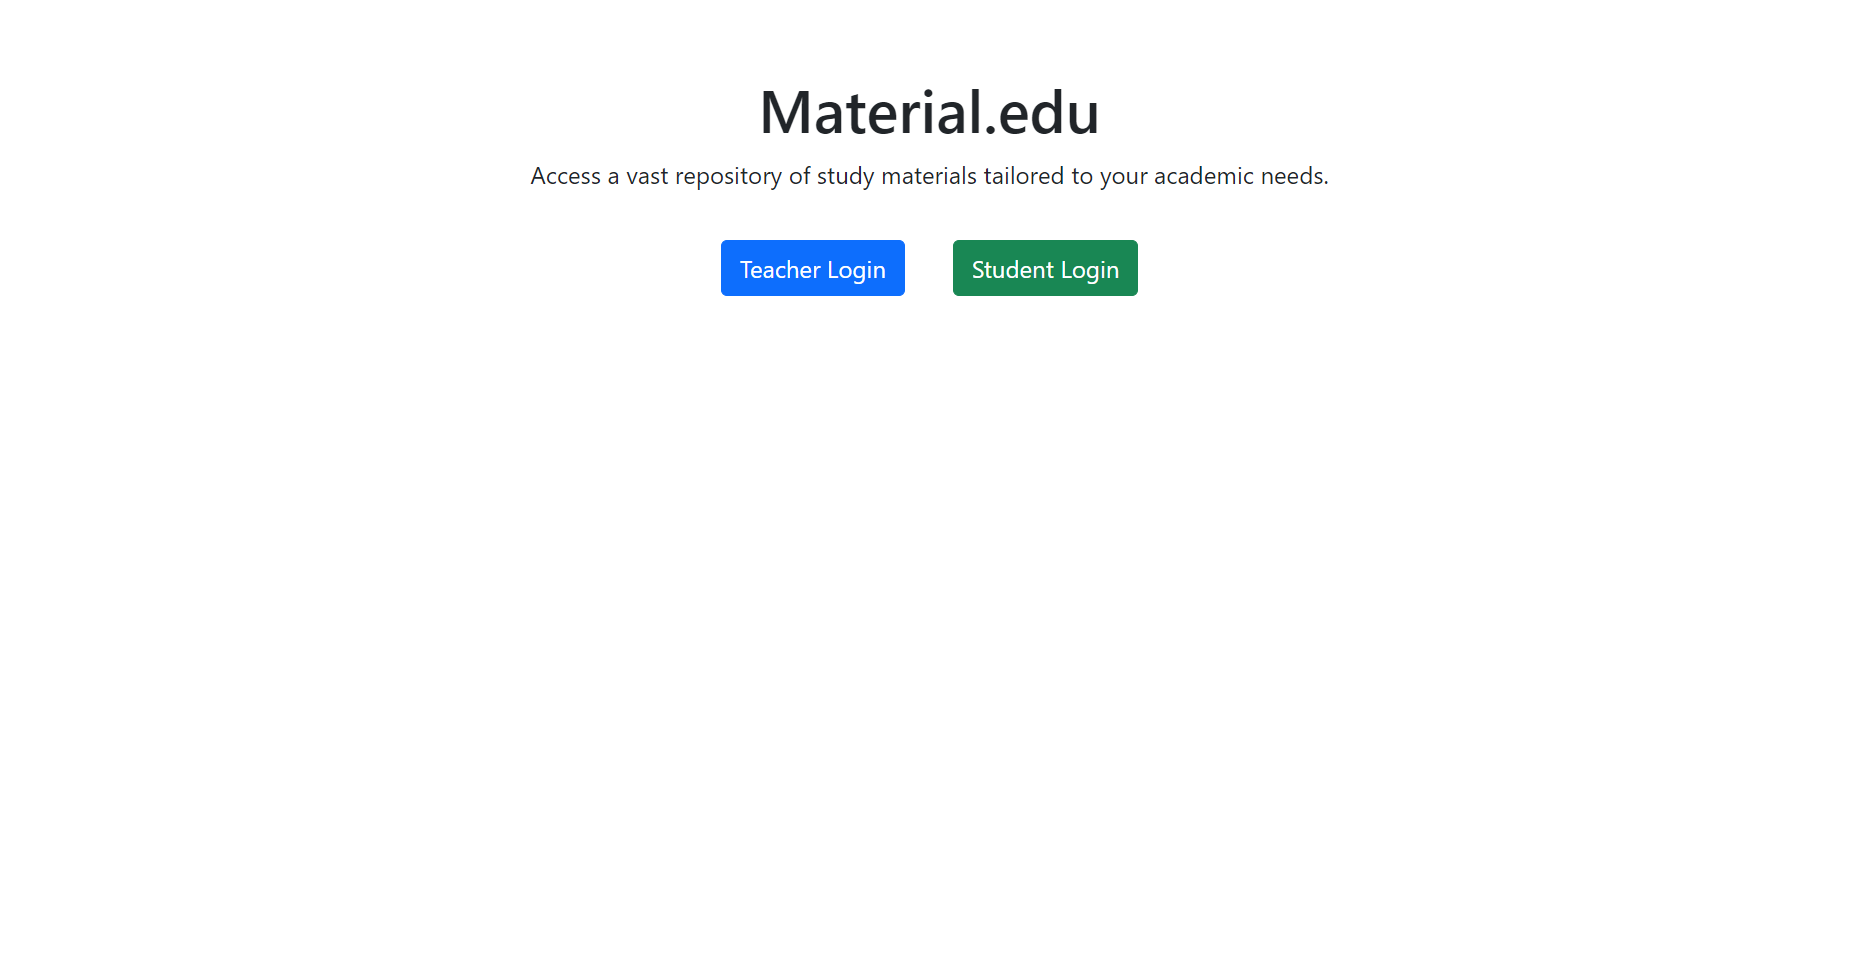 Material.edu
Access a vast repository of study materials tailored to your academic needs.
Teacher Login
Student Login